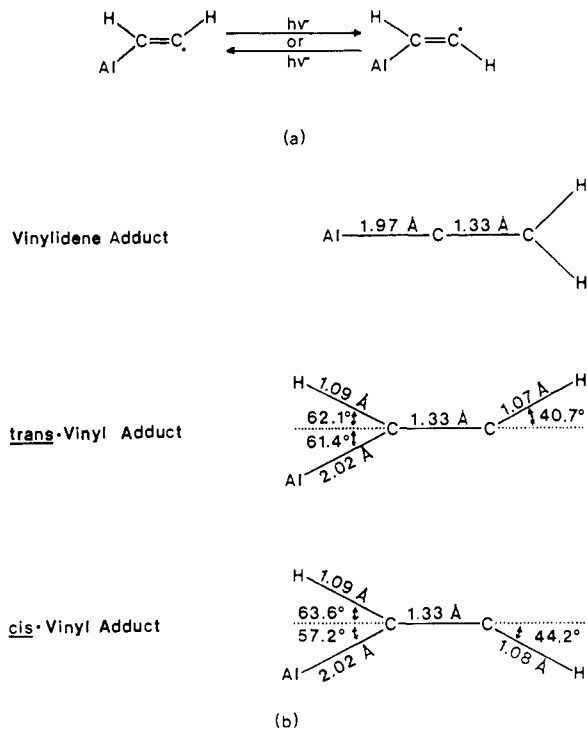 H H
C=C
Al
hν
or
hν
H
C=C
Al H
(a)
Vinylidene Adduct
Al 1.97 Å C 1.33 Å C
H
H
trans·Vinyl Adduct
H 1.09 Å
62.1°
61.4°
Al 2.02 Å
C 1.33 Å C
1.07 Å H
40.7°
cis·Vinyl Adduct
H 1.09 Å
63.6°
57.2°
Al 2.02 Å
C 1.33 Å C
44.2°
1.08 Å H
(b)